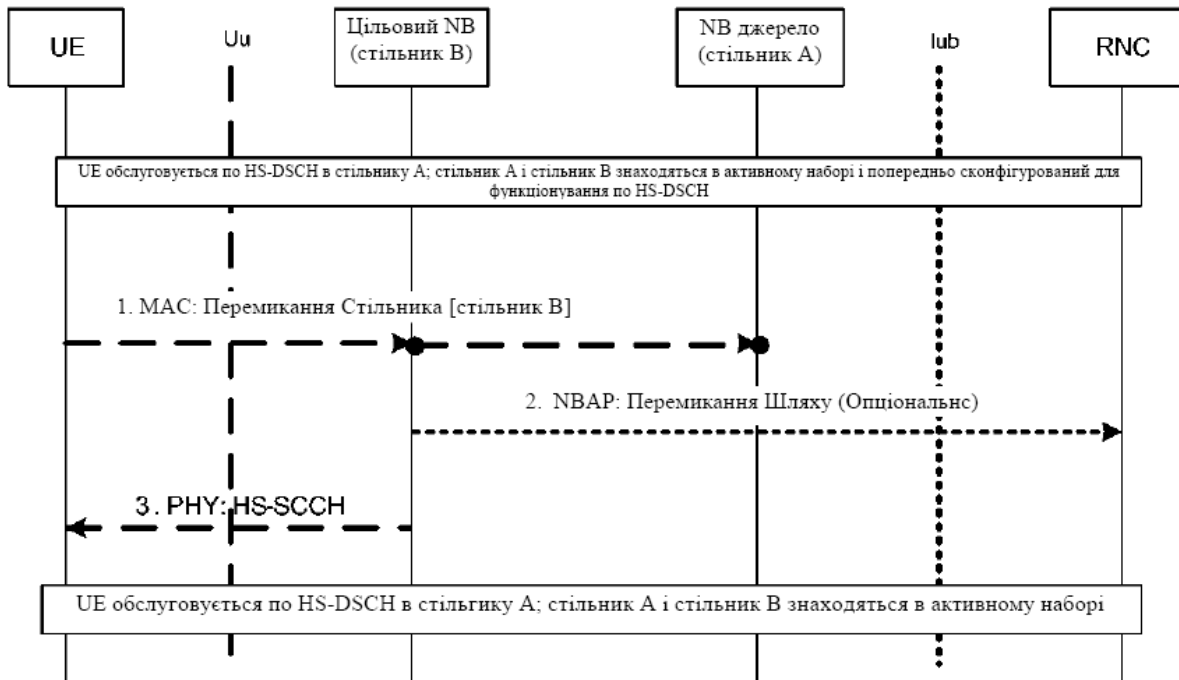 UE
Uu
Цільовий NB
(стільник B)
NB джерело
(стільник A)
Iub
RNC
UE обслуговується по HS-DSCH в стільнику A; стільник A і стільник B знаходяться в активному наборі і попередньо сконфігурований для
функціонування по HS-DSCH
1. MAC: Перемикання Стільника [стільник B]
2. NBAP: Перемикання Шляху (Опціональнс)
3. PHY: HS-SCCH
UE обслуговується по HS-DSCH в стільгику A; стільник A і стільник B знаходяться в активному наборі